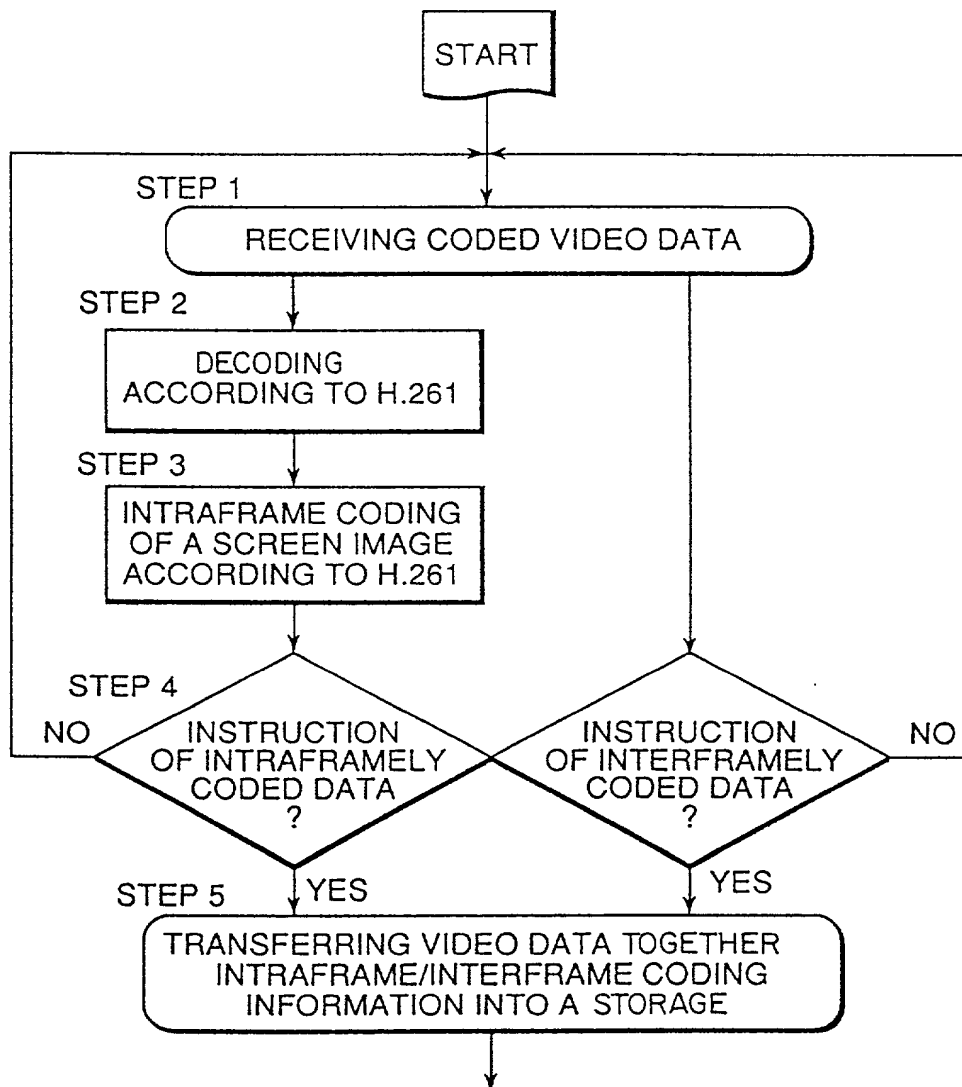 START
STEP 1
RECEIVING CODED VIDEO DATA
STEP 2
DECODING
ACCORDING TO H.261
STEP 3
INTRAFRAME CODING
OF A SCREEN IMAGE
ACCORDING TO H.261
STEP 4
NO
INSTRUCTION
OF INTRAFRAMELY
CODED DATA
?
INSTRUCTION
OF INTERFRAMELY
CODED DATA
?
NO
YES
YES
STEP 5
TRANSFERRING VIDEO DATA TOGETHER
INTRAFRAME/INTERFRAME CODING
INFORMATION INTO A STORAGE